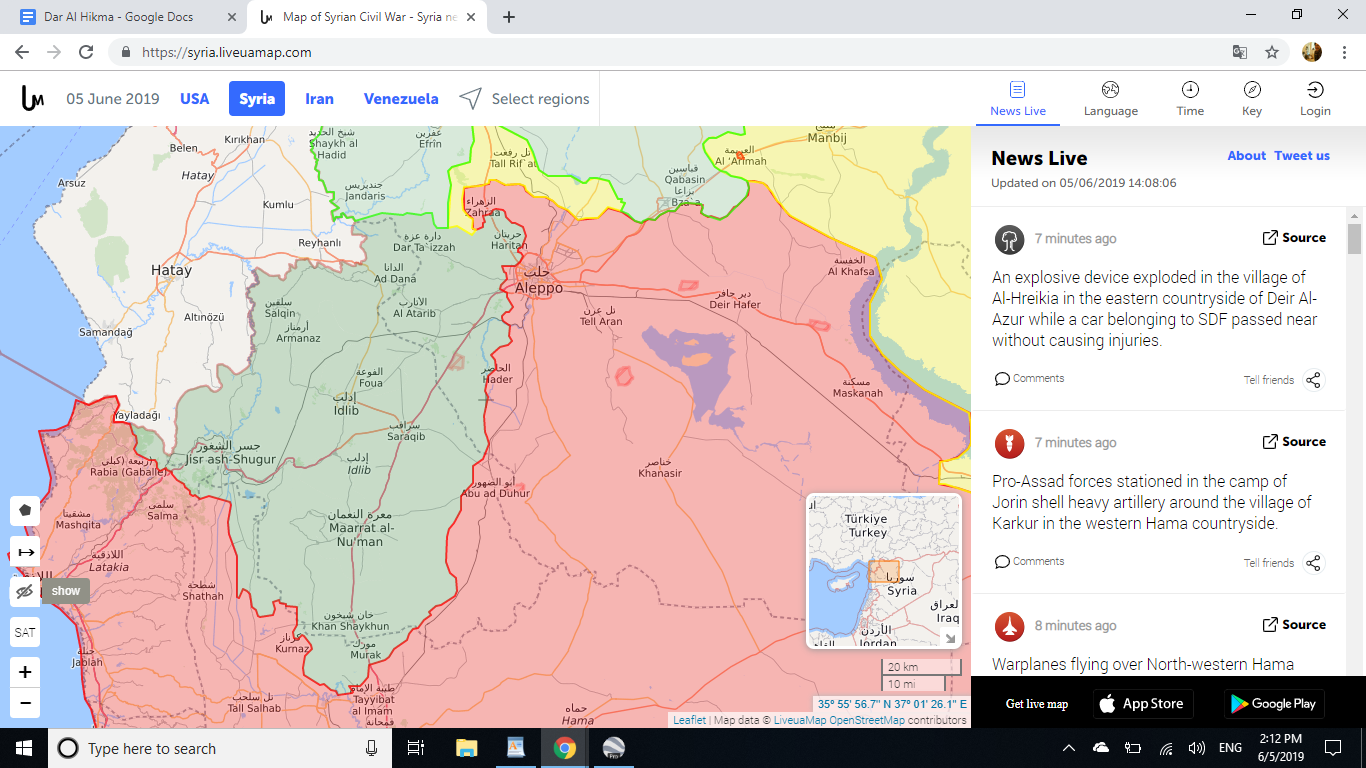 Dar Al Hikma - Google Docs
Map of Syrian Civil War - Syria ne
https://syria.liveuamap.com
05 June 2019
USA
Syria
Iran
Venezuela
Select regions
News Live
Language
Time
Key
Login
News Live
About
Tweet us
Updated on 05/06/2019 14:08:06
7 minutes ago
Source
An explosive device exploded in the village of
Al-Hreikia in the eastern countryside of Deir Al-
Azur while a car belonging to SDF passed near
without causing injuries.
Comments
Tell friends
7 minutes ago
Source
Pro-Assad forces stationed in the camp of
Jorin shell heavy artillery around the village of
Karkur in the western Hama countryside.
Comments
Tell friends
8 minutes ago
Source
Warplanes flying over North-western Hama
Get live map
App Store
Google Play
Kırıkhan
Belen
Hatay
Arsuz
Kumlu
Reyhanlı
Hatay
Altınözü
Samandağ
Yayladağı
شيخ الحديد
Shaykh al
Hadid
عفرين
Efrin
جنديرس
Jandaris
تل رفعت
Tall Rif`at
الزهراء
Zahraa
دارة عزة
Dar Ta`izzah
حريتان
Haritan
قباسين
Qabasin
بزاعا
Bza`a
العريمة
Al 'Arimah
Manbij
الدانا
Ad Dana
حلب
Aleppo
الخفسة
Al Khafsa
دير حافر
Deir Hafer
سلقين
Salqin
الأتارب
Al Atarib
تل عرن
Tell Aran
أرمناز
Armanaz
الفوعة
Foua
الحاضر
Hader
مسكنة
Maskanah
إدلب
Idlib
سراقب
Saraqib
جسر الشغور
Jisr ash-Shugur
إدلب
Idlib
خناصر
Khanasir
Rabia (Gaballe)
أبو الضهور
Abu ad Duhur
سلمى
Salma
مشقيتا
Mashqita
معرة النعمان
Maarrat al-
Nu'man
اللاذقية
Latakia
شطحة
Shathah
خان شيخون
Khan Shaykhun
كرناز
Kurnaz
مورك
Murak
جبلة
Jablah
تل سلحب
Tall Salhab
طيبة الإمام
Tayyibat
al Imam
قمحانة
حماه
Hama
show
SAT
+
−
Türkiye
Turkey
سوريا
Syria
العراق
Iraq
الأردن
Jordan
20 km
10 mi
35° 55' 56.7" N 37° 01' 26.1" E
Leaflet | Map data © LiveuaMap OpenStreetMap contributors
Type here to search
ENG
2:12 PM
6/5/2019